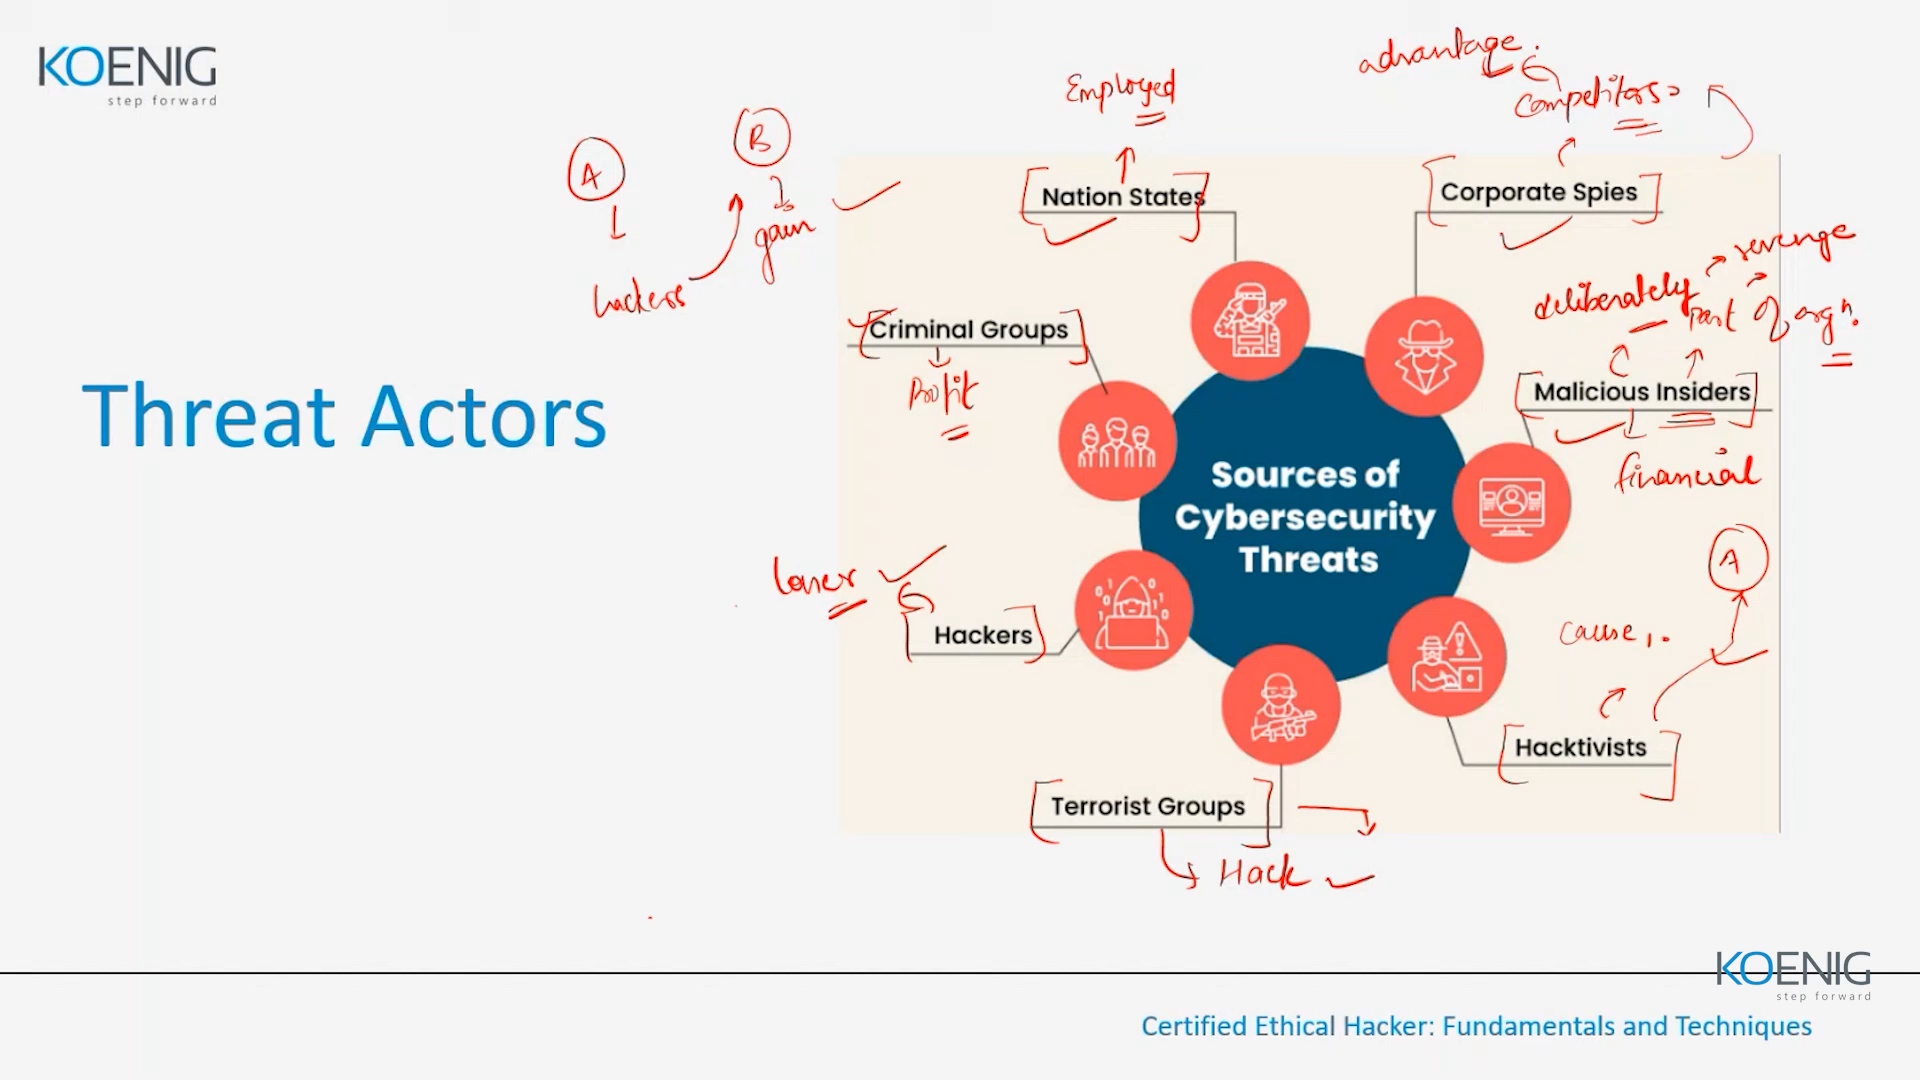 KOENIG
step forward
Threat Actors
A
B
hackers
gain
Employed
Nation States
advantage.
Competitors
Corporate Spies
revenge
deliberately
Part of orgn.
Malicious Insiders
financial
Criminal Groups
Profit
Sources of
Cybersecurity
Threats
A
cause,.
Hackers
Hacktivists
Terrorist Groups
Hack
KOENIG
step forward
Certified Ethical Hacker: Fundamentals and Techniques